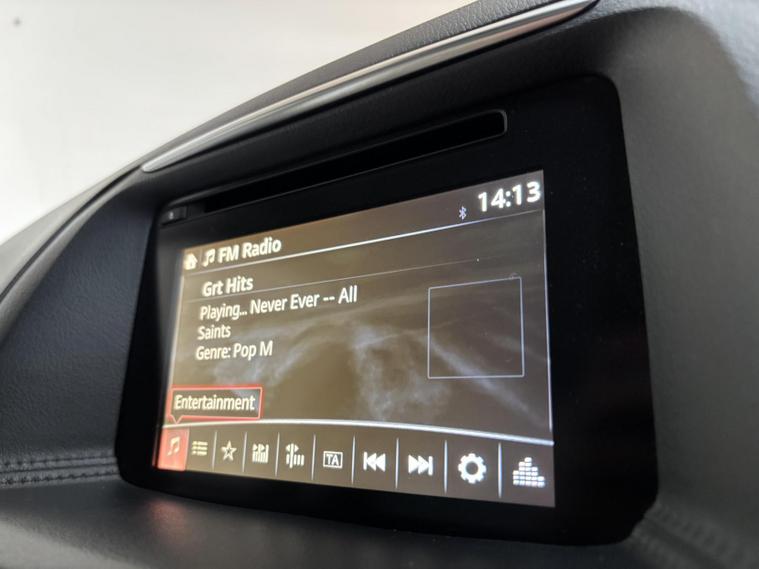 14:13
FM Radio
Grt Hits
Playing... Never Ever -- All
Saints
Genre: Pop M
Entertainment
TA